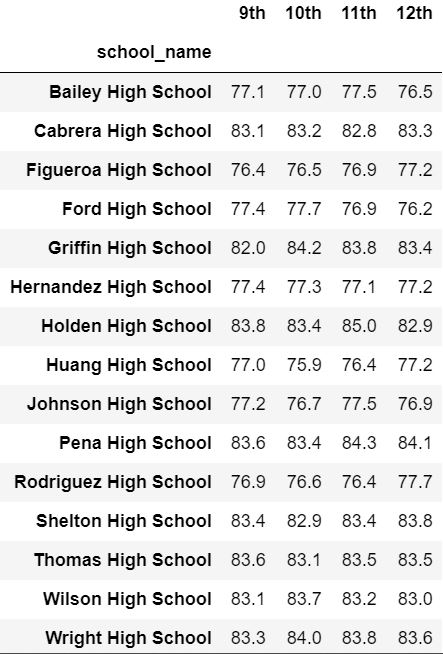 9th 10th 11th 12th
school_name
Bailey High School 77.1 77.0 77.5 76.5
Cabrera High School 83.1 83.2 82.8 83.3
Figueroa High School 76.4 76.5 76.9 77.2
Ford High School 77.4 77.7 76.9 76.2
Griffin High School 82.0 84.2 83.8 83.4
Hernandez High School 77.4 77.3 77.1 77.2
Holden High School 83.8 83.4 85.0 82.9
Huang High School 77.0 75.9 76.4 77.2
Johnson High School 77.2 76.7 77.5 76.9
Pena High School 83.6 83.4 84.3 84.1
Rodriguez High School 76.9 76.6 76.4 77.7
Shelton High School 83.4 82.9 83.4 83.8
Thomas High School 83.6 83.1 83.5 83.5
Wilson High School 83.1 83.7 83.2 83.0
Wright High School 83.3 84.0 83.8 83.6